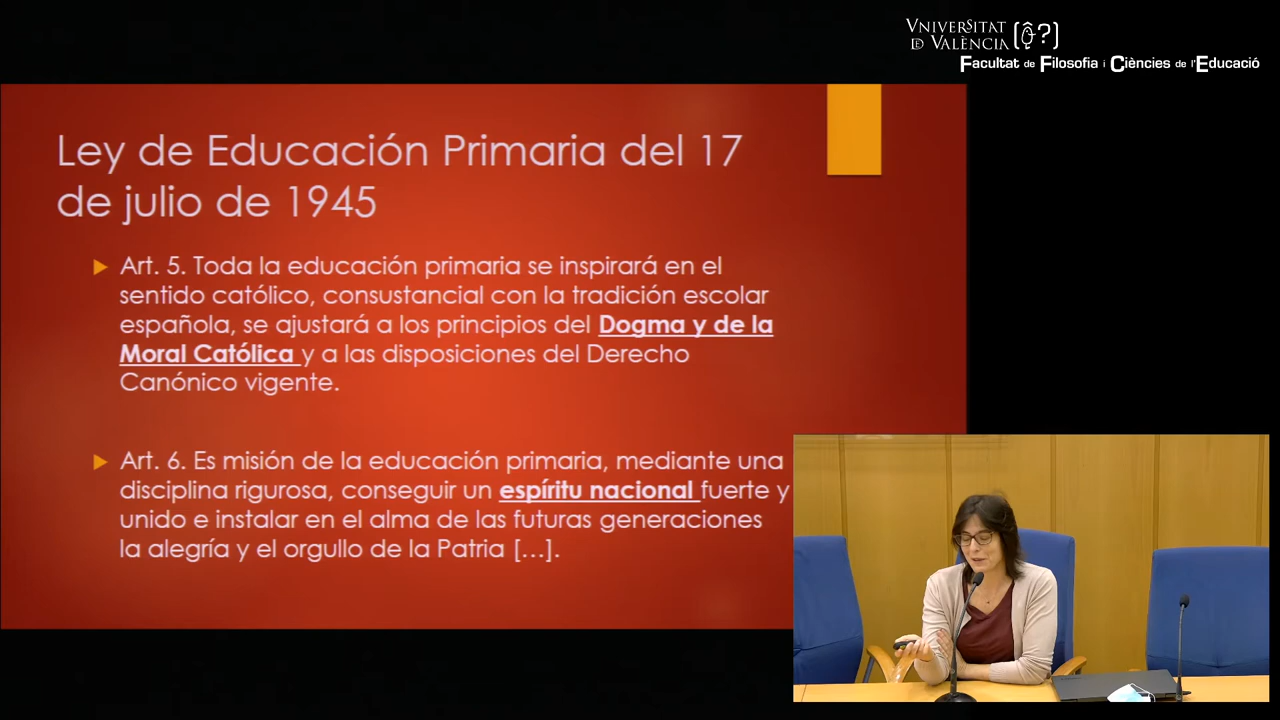 VNIVERSITAT
DE VALÈNCIA
Facultat de Filosofia i Ciències de l'Educació
Ley de Educación Primaria del 17
de julio de 1945
Art. 5. Toda la educación primaria se inspirará en el
sentido católico, consustancial con la tradición escolar
española, se ajustará a los principios del Dogma y de la
Moral Católica y a las disposiciones del Derecho
Canónico vigente.
Art. 6. Es misión de la educación primaria, mediante una
disciplina rigurosa, conseguir un espíritu nacional fuerte y
unido e instalar en el alma de las futuras generaciones
la alegría y el orgullo de la Patria […].